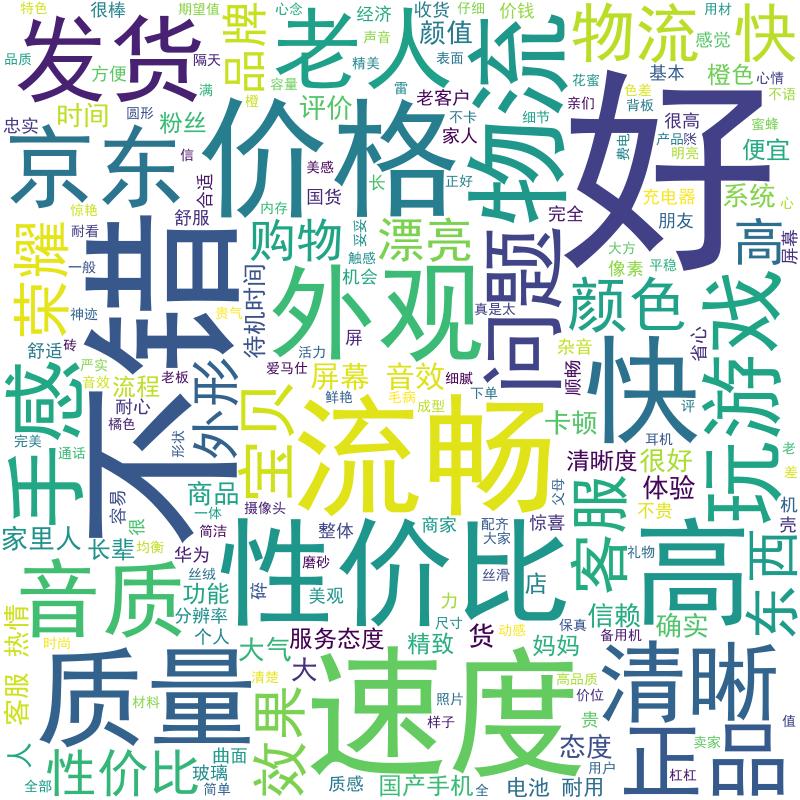 特色
很棒
期望值
心念
经济
收货
仔细
价钱
用材
发货
品牌
老人
声音
颜值
表面
物流
感觉
快
品质
方便
隔天
精美
基本
橙色
心情
满
容量
雷
花蜜
色差
不语
时间
橙
评价
老客户
细节
亲们
背板
忠实
圆形
粉丝
不卡
家人
很高
蜜蜂
产品
明亮
便宜
费电
京东
价格
物流
好
信
美感
正好
合适
国货
长
内存
充电器
系统
心
惊艳
舒服
完全
朋友
荣耀
耐看
不错
购物
妥妥
漂亮
触感
问题
大方
高
屏幕
一般
待机时间
机会
像素
平稳
神迹
贵气
外观
真是太
颜色
玩游戏
舒适
砖
屏
活力
杂音
省心
严实
老板
爱马仕
细腻
顺畅
快
手感
音效
流程
外形
屏幕
音效
下单
耐心
宝贝
鲜艳
毛病
成型
卡顿
评
橘色
流畅
完美
形状
耳机
老
通话
清晰度
很好
差
容易
商品
摄像头
父母
客服
体验
机壳
一体
不贵
很
简洁
整体
商家
配齐
惊喜
家里人
长辈
均衡
华为
性价比
大家
高
礼物
东西
丝绒
磨砂
丝滑
音质
功能
碎
美观
店
分辨率
力
尺寸
信赖
热情
个人
服务态度
精致
货
动感
保真
备用机
确实
时尚
大气
大
妈妈
清楚
质量
速度
高品质
清晰
客服
效果
照片
价位
材料
样子
贵
值
人
曲面
态度
正品
卖家
性价比
玻璃
用户
杠杠
全部
简单
质感
国产手机
全
电池
耐用